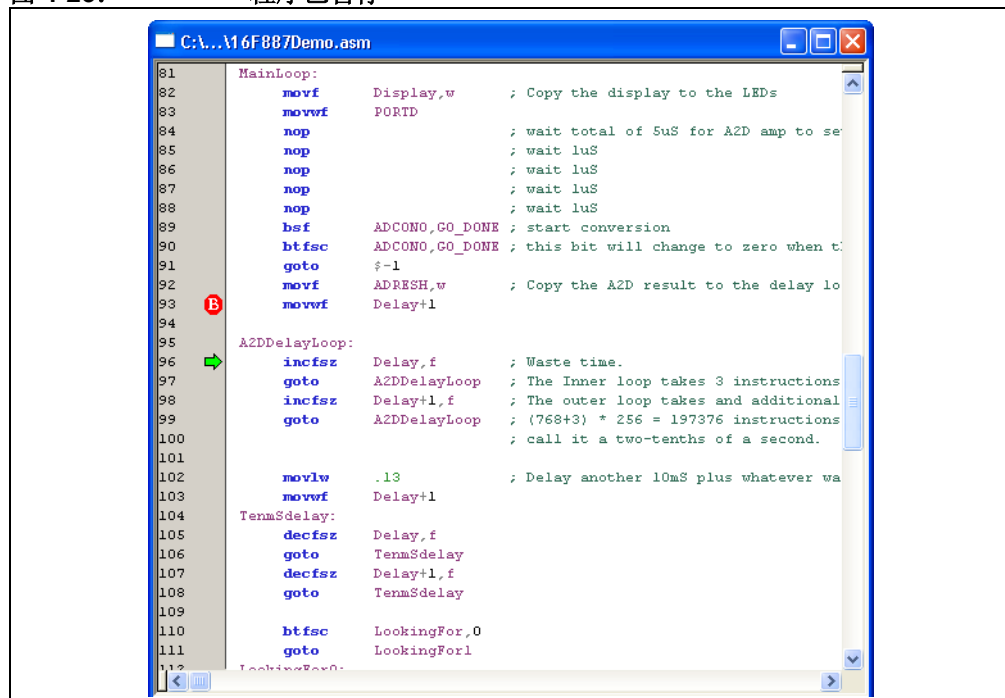 图
程序已暂停
C:\...\16F887Demo.asm
81 MainLoop:
82 movf Display,w ; Copy the display to the LEDs
83 movwf PORTD
84 nop ; wait total of 5uS for A2D amp to se
85 nop ; wait 1uS
86 nop ; wait 1uS
87 nop ; wait 1uS
88 nop ; wait 1uS
89 bsf ADCON0,GO_DONE ; start conversion
90 btfsc ADCON0,GO_DONE ; this bit will change to zero when t
91 goto $-1
92 movf ADRESH,w ; Copy the A2D result to the delay lo
93 B movwf Delay+1
94
95 A2DDelayLoop:
96 incfsz Delay,f ; Waste time.
97 goto A2DDelayLoop ; The Inner loop takes 3 instructions
98 incfsz Delay+1,f ; The outer loop takes and additional
99 goto A2DDelayLoop ; (768+3) * 256 = 197376 instructions
100 ; call it a two-tenths of a second.
101
102 movlw .13 ; Delay another 10mS plus whatever wa
103 movwf Delay+1
104 TenmSdelay:
105 decfsz Delay,f
106 goto TenmSdelay
107 decfsz Delay+1,f
108 goto TenmSdelay
109
110 btfsc LookingFor,0
111 goto LookingFor1
112 LookingFor0: